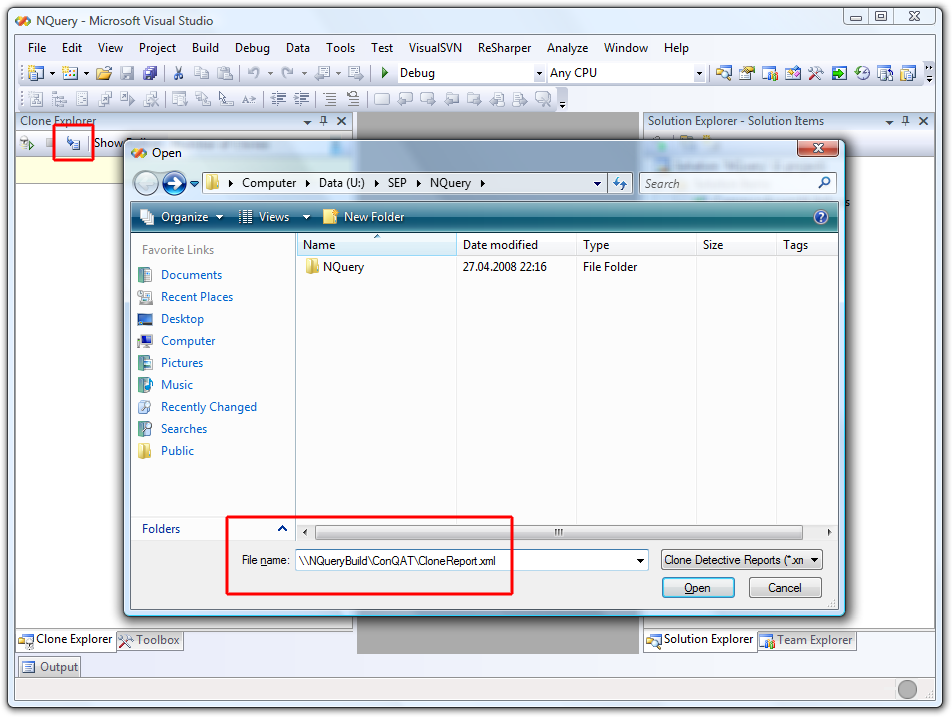 NQuery - Microsoft Visual Studio
File Edit View Project Build Debug Data Tools Test VisualSVN ReSharper Analyze Window Help
Debug Any CPU
Clone Explorer
Solution Explorer - Solution Items
Show
Open
Computer Data (U:) SEP NQuery
Search
Organize Views New Folder
Favorite Links
Documents
Recent Places
Desktop
Computer
Pictures
Music
Recently Changed
Searches
Public
Folders
Name Date modified Type Size Tags
NQuery 27.04.2008 22:16 File Folder
File name: \\NQueryBuild\ConQAT\CloneReport.xml
Clone Detective Reports (*.xn
Open Cancel
Clone Explorer Toolbox
Solution Explorer Team Explorer
Output